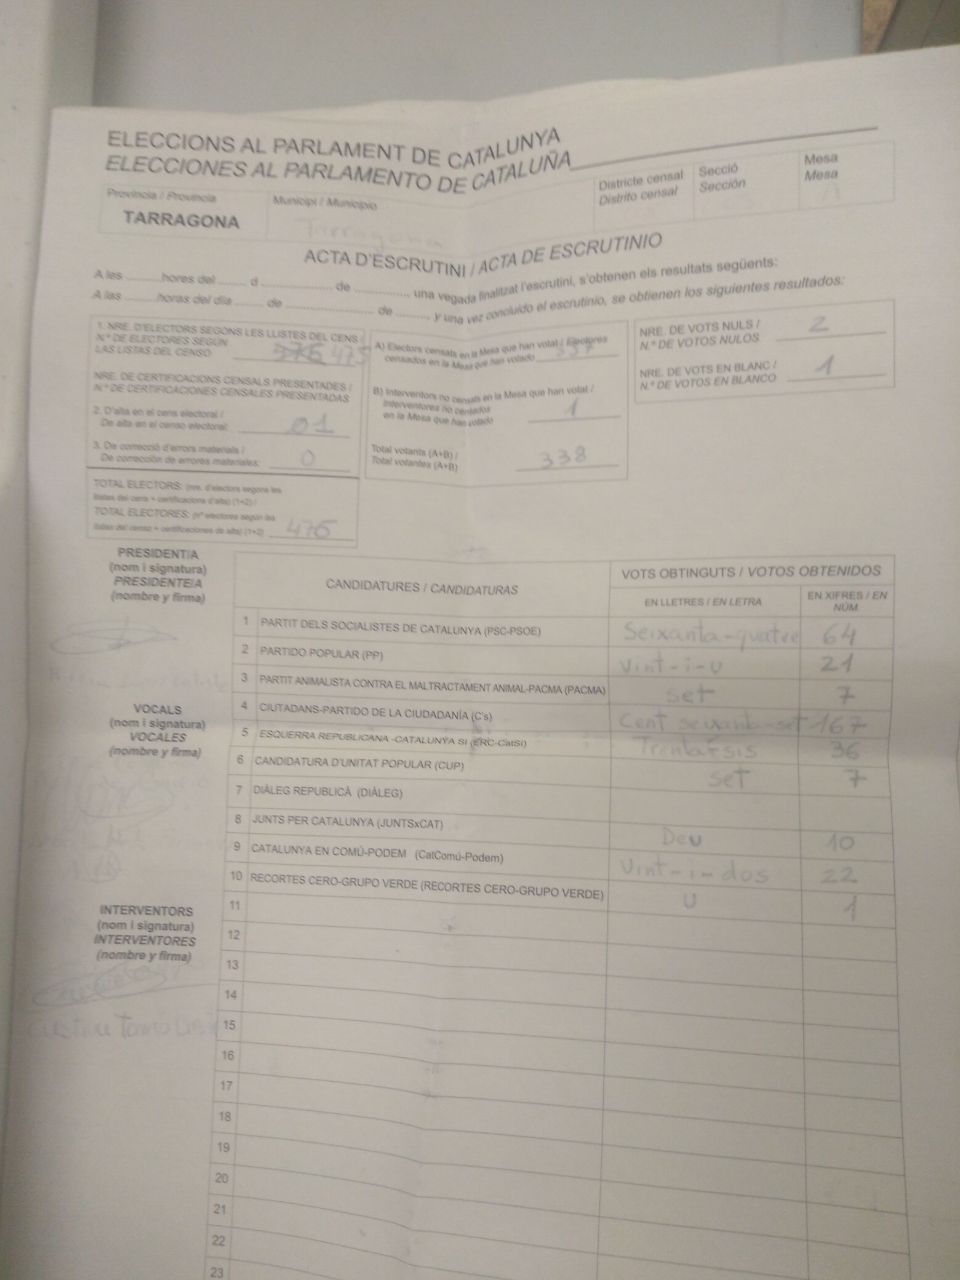 ELECCIONS AL PARLAMENT DE CATALUNYA
ELECCIONES AL PARLAMENTO DE CATALUÑA
Província / Provincia
TARRAGONA
Municipi / Municipio
Tarragona
Districte censal
Distrito censal
Secció
Sección
Mesa
Mesa
ACTA D'ESCRUTINI / ACTA DE ESCRUTINIO
A les ........ hores del ...... d ............... de ............, una vegada finalitzat l'escrutini, s'obtenen els resultats següents:
A las ........ horas del día ...... de ............... de ........, y una vez concluido el escrutinio, se obtienen los siguientes resultados:
1. NRE. D'ELECTORS SEGONS LES LLISTES DEL CENS
N.º DE ELECTORES SEGÚN
LAS LISTAS DEL CENSO 475
NRE. DE CERTIFICACIONS CENSALS PRESENTADES /
N.º DE CERTIFICACIONES CENSALES PRESENTADAS
2. D'alta en el cens electoral /
De alta en el censo electoral: 01
3. De correcció d'errors materials /
De corrección de errores materiales: 0
TOTAL ELECTORS: (nre. d'electors segons les
llistes del cens + certificacions d'alta) (1+2) /
TOTAL ELECTORES: (nº electores según las
listas del censo + certificaciones de alta) (1+2) 476
A) Electors censats en la Mesa que han votat / Electores
censados en la Mesa que han votado 337
B) Interventors no censats en la Mesa que han votat /
Interventores no censados
en la Mesa que han votado 1
Total votants (A+B) /
Total votantes (A+B) 338
NRE. DE VOTS NULS /
N.º DE VOTOS NULOS 2
NRE. DE VOTS EN BLANC /
N.º DE VOTOS EN BLANCO 1
PRESIDENT/A
(nom i signatura)
PRESIDENTE/A
(nombre y firma)
VOCALS
(nom i signatura)
VOCALES
(nombre y firma)
INTERVENTORS
(nom i signatura)
INTERVENTORES
(nombre y firma)
CANDIDATURES / CANDIDATURAS
VOTS OBTINGUTS / VOTOS OBTENIDOS
EN LLETRES / EN LETRA
EN XIFRES / EN NÚM
1 PARTIT DELS SOCIALISTES DE CATALUNYA (PSC-PSOE) Seixanta-quatre 64
2 PARTIDO POPULAR (PP) Vint-i-u 21
3 PARTIT ANIMALISTA CONTRA EL MALTRACTAMENT ANIMAL-PACMA (PACMA) set 7
4 CIUTADANS-PARTIDO DE LA CIUDADANÍA (C's) Cent seixanta-set 167
5 ESQUERRA REPUBLICANA -CATALUNYA SÍ (ERC-CatSí) Trentaesis 36
6 CANDIDATURA D'UNITAT POPULAR (CUP) set 7
7 DIÀLEG REPUBLICÀ (DIÀLEG)
8 JUNTS PER CATALUNYA (JUNTSxCAT) Deu 10
9 CATALUNYA EN COMÚ-PODEM (CatComú-Podem) Vint-i-dos 22
10 RECORTES CERO-GRUPO VERDE (RECORTES CERO-GRUPO VERDE) U 1
11
12
13
14
15
16
17
18
19
20
21
22
23